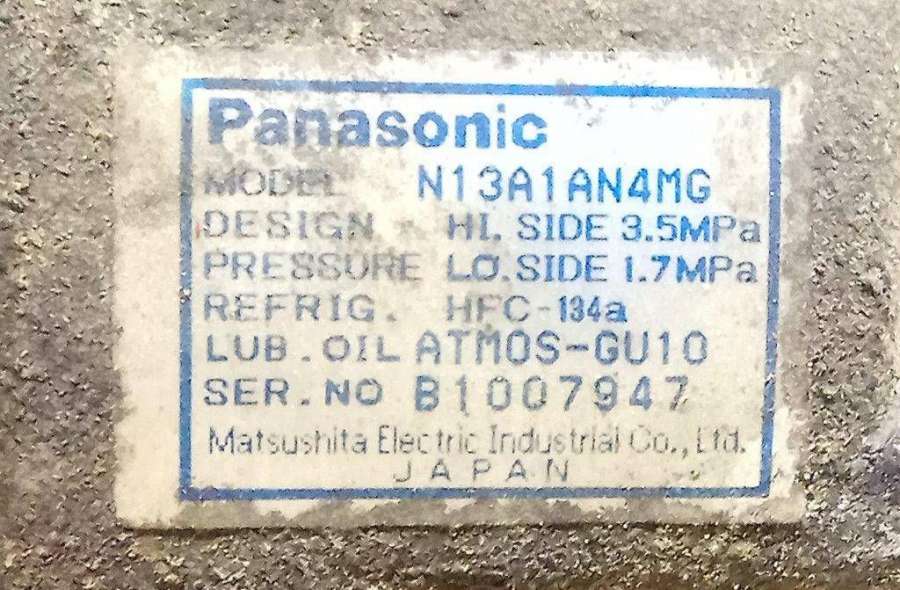 Panasonic
MODEL N13A1AN4MG
DESIGN HI. SIDE 3.5MPa
PRESSURE LO. SIDE 1.7MPa
REFRIG. HFC-134a
LUB. OIL ATMOS-GU10
SER. NO B1007947
Matsushita Electric Industrial Co., Ltd.
JAPAN